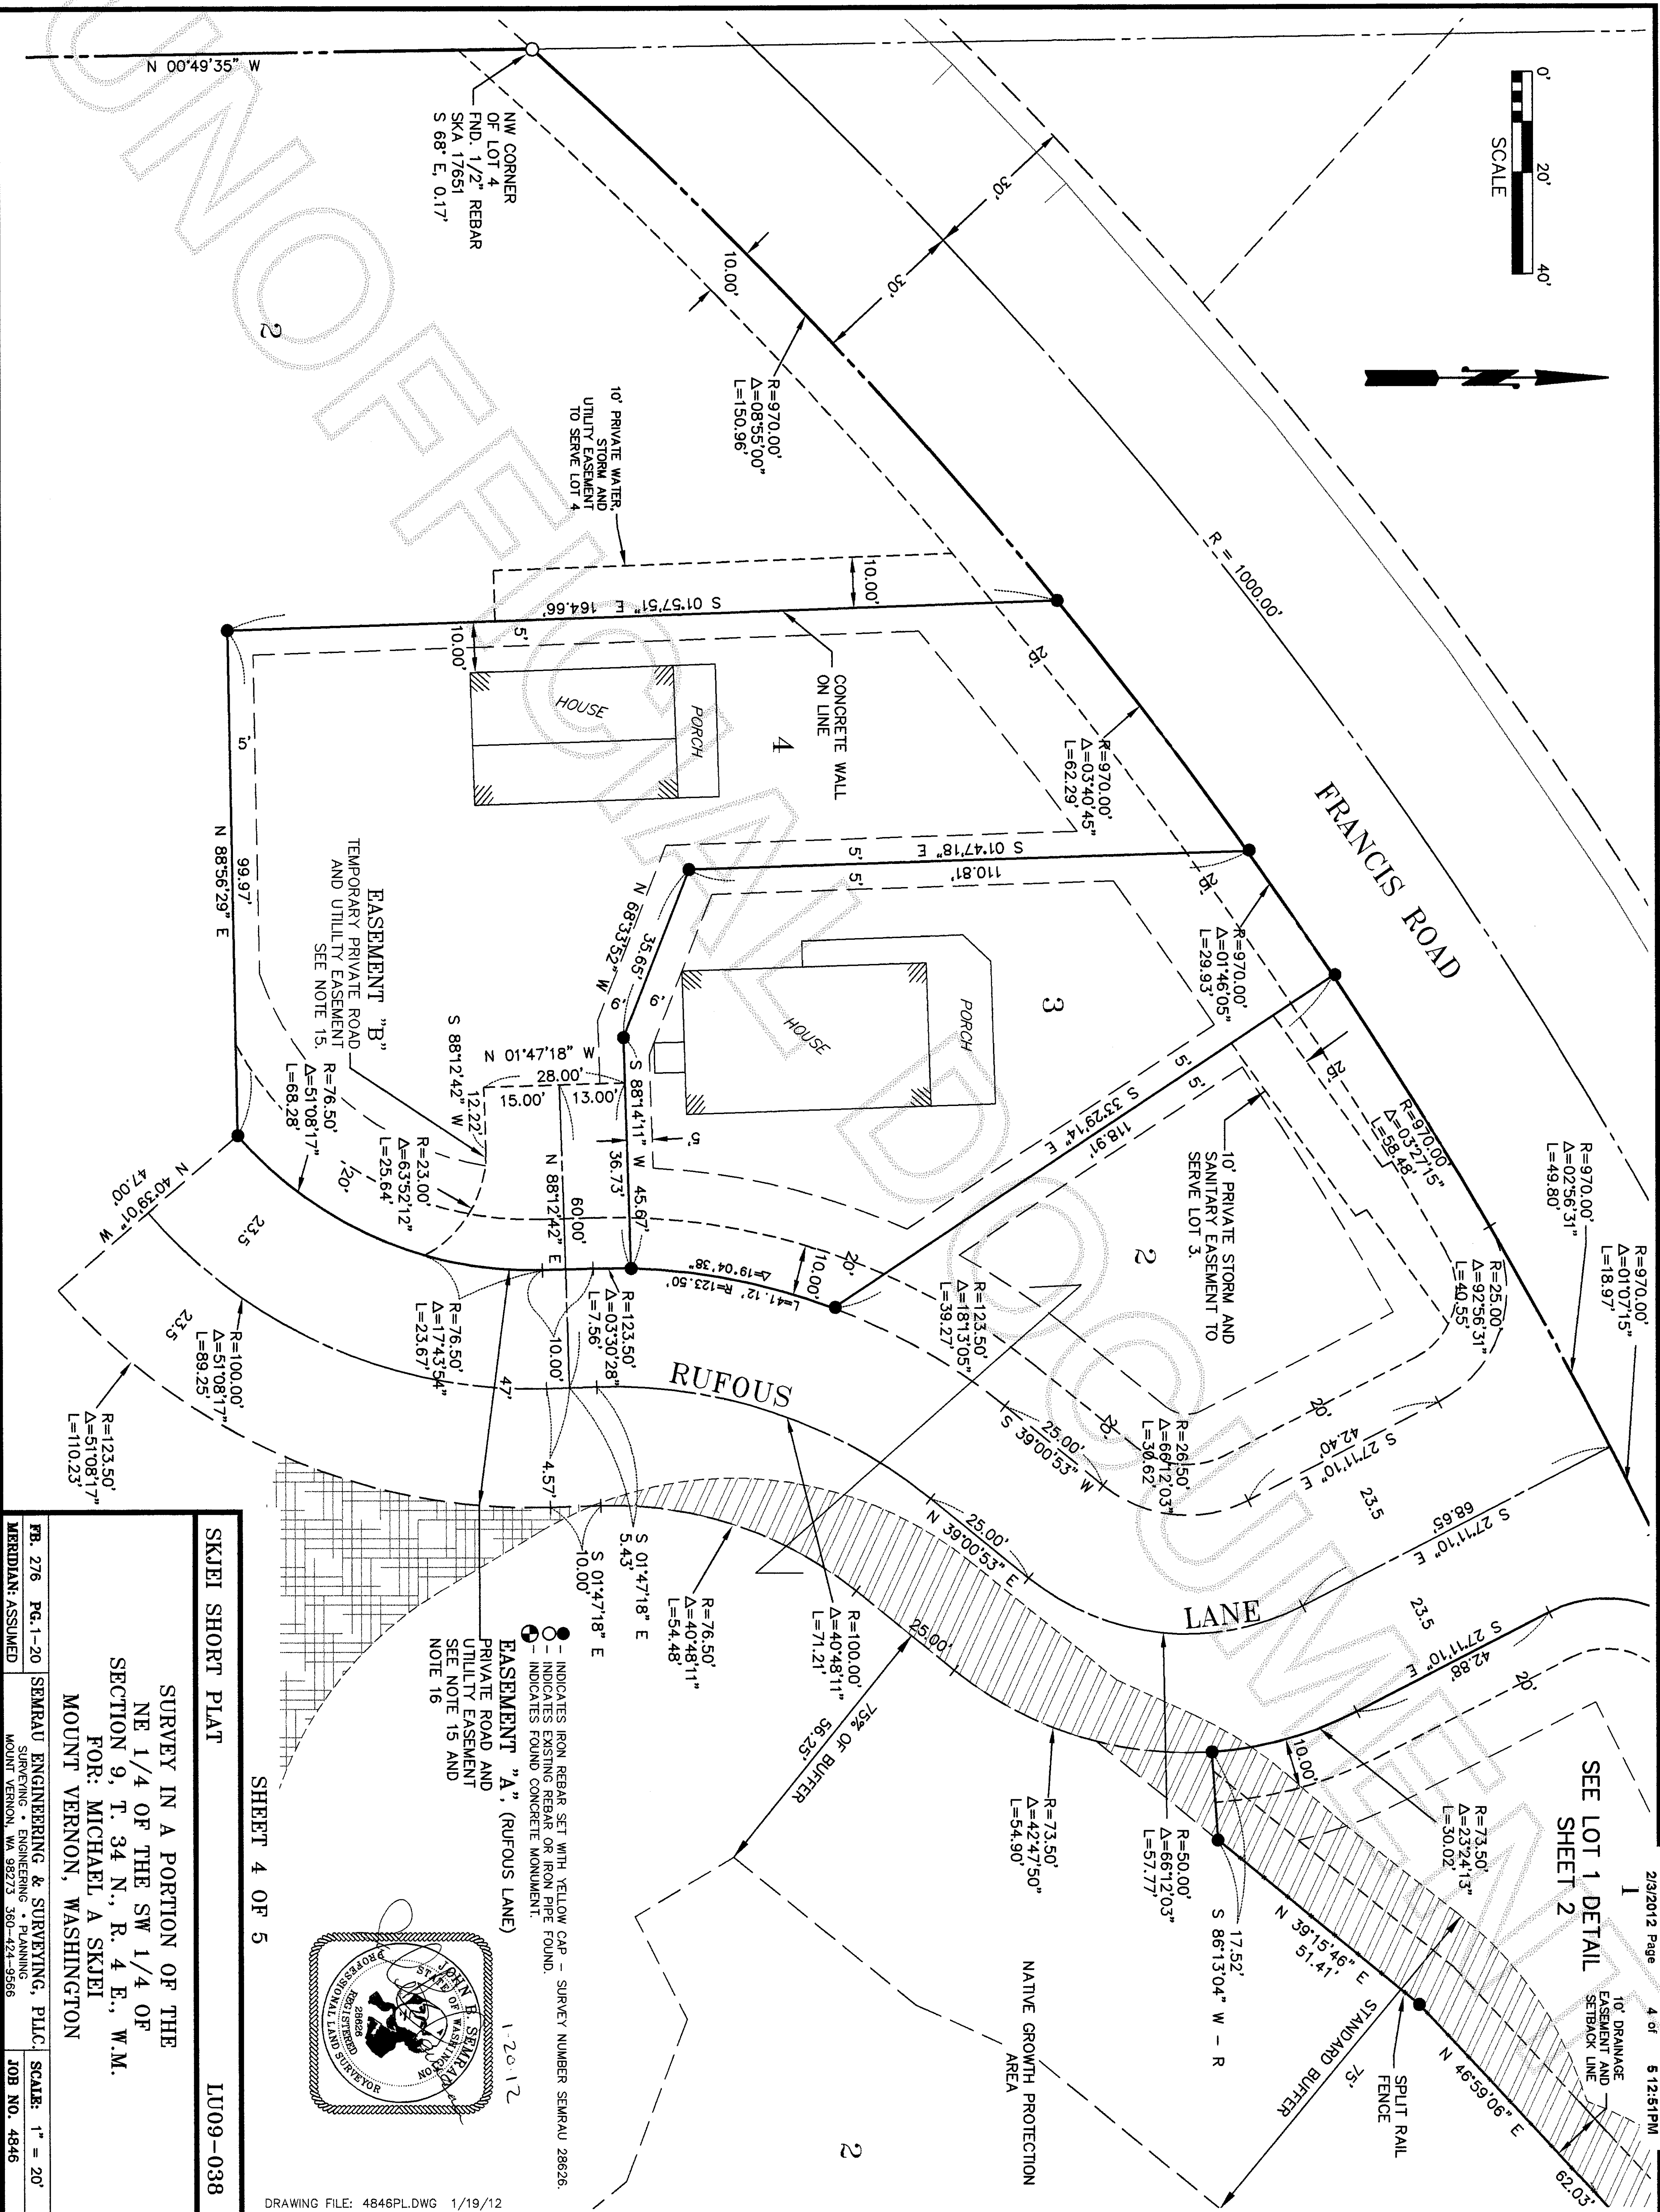 2/3/2012 Page 4 of 5 12:51PM
UNOFFICIAL DOCUMENT
0' 20' 40'
SCALE
N 00°49'35" W
NW CORNER
OF LOT 4
FND. 1/2" REBAR
SKA 17651
S 68° E, 0.17'
30'
30'
10.00'
R=970.00'
Δ=08°55'00"
L=150.96'
2
R = 1000.00'
FRANCIS ROAD
10' PRIVATE WATER,
STORM AND
UTILITY EASEMENT
TO SERVE LOT 4
10.00'
S 01°57'51" E 164.66'
5'
10.00'
CONCRETE WALL
ON LINE
HOUSE
PORCH
4
25'
R=970.00'
Δ=03°40'45"
L=62.29'
S 01°47'18" E
110.81'
5'
5'
25'
R=970.00'
Δ=01°46'05"
L=29.93'
3
HOUSE
PORCH
N 68°33'52" W
35.65'
6'
6'
5'
99.97'
N 88°56'29" E
EASEMENT "B"
TEMPORARY PRIVATE ROAD
AND UTILILTY EASEMENT
SEE NOTE 15.
N 01°47'18" W
28.00'
15.00'
13.00'
S 88°12'42" W
12.22'
S 88°14'11" W 45.67'
36.73'
5'
N 88°12'42" E
60.00'
5'
5'
S 33°29'14" E
118.91'
25'
R=970.00'
Δ=03°27'15"
L=58.48'
10' PRIVATE STORM AND
SANITARY EASEMENT TO
SERVE LOT 3.
2
R=970.00'
Δ=02°56'31"
L=49.80'
R=970.00'
Δ=01°07'15"
L=18.97'
R=25.00'
Δ=92°56'31"
L=40.55'
R=76.50'
Δ=51°08'17"
L=68.28'
R=23.00'
Δ=63°52'12"
L=25.64'
20'
N 40°39'01" W
47.00'
23.5
23.5
R=100.00'
Δ=51°08'17"
L=89.25'
R=123.50'
Δ=51°08'17"
L=110.23'
R=76.50'
Δ=17°43'54"
L=23.67'
47'
10.00'
R=123.50'
Δ=03°30'28"
L=7.56'
L=41.12' R=123.50'
Δ=19°04'38"
10.00'
20'
R=123.50'
Δ=18°13'05"
L=39.27'
RUFOUS
LANE
25.00'
S 39°00'53" W
20'
R=26.50'
Δ=66°12'03"
L=30.62'
20'
42.40'
S 27°11'10" E
23.5
S 27°11'10" E
68.65'
25.00'
N 39°00'53" E
23.5
S 27°11'10" E
42.88'
20'
4.57'
S 01°47'18" E
5.43'
S 01°47'18" E
10.00'
R=76.50'
Δ=40°48'11"
L=54.48'
R=100.00'
Δ=40°48'11"
L=71.21'
25.00'
75% OF BUFFER
56.25'
R=73.50'
Δ=42°47'50"
L=54.90'
R=50.00'
Δ=66°12'03"
L=57.77'
10.00'
R=73.50'
Δ=23°24'13"
L=30.02'
17.52'
S 86°13'04" W - R
N 39°15'46" E
51.41'
1
SEE LOT 1 DETAIL
SHEET 2
10' DRAINAGE
EASEMENT AND
SETBACK LINE
STANDARD BUFFER
75'
SPLIT RAIL
FENCE
N 46°59'06" E
62.03'
NATIVE GROWTH PROTECTION
AREA
2
- INDICATES IRON REBAR SET WITH YELLOW CAP - SURVEY NUMBER SEMRAU 28626.
- INDICATES EXISTING REBAR OR IRON PIPE FOUND.
- INDICATES FOUND CONCRETE MONUMENT.
EASEMENT "A", (RUFOUS LANE)
PRIVATE ROAD AND
UTILITY EASEMENT
SEE NOTE 15 AND
NOTE 16
JOHN B. SEMRAU
STATE OF WASHINGTON
28626
REGISTERED
PROFESSIONAL LAND SURVEYOR
1-20-12
SHEET 4 OF 5
SKJEI SHORT PLAT LU09-038
SURVEY IN A PORTION OF THE
NE 1/4 OF THE SW 1/4 OF
SECTION 9, T. 34 N., R. 4 E., W.M.
FOR: MICHAEL A SKJEI
MOUNT VERNON, WASHINGTON
FB. 276 PG.1-20
MERIDIAN: ASSUMED
SEMRAU ENGINEERING & SURVEYING, PLLC.
SURVEYING • ENGINEERING • PLANNING
MOUNT VERNON, WA 98273 360-424-9566
SCALE: 1" = 20'
JOB NO. 4846
DRAWING FILE: 4846PL.DWG 1/19/12